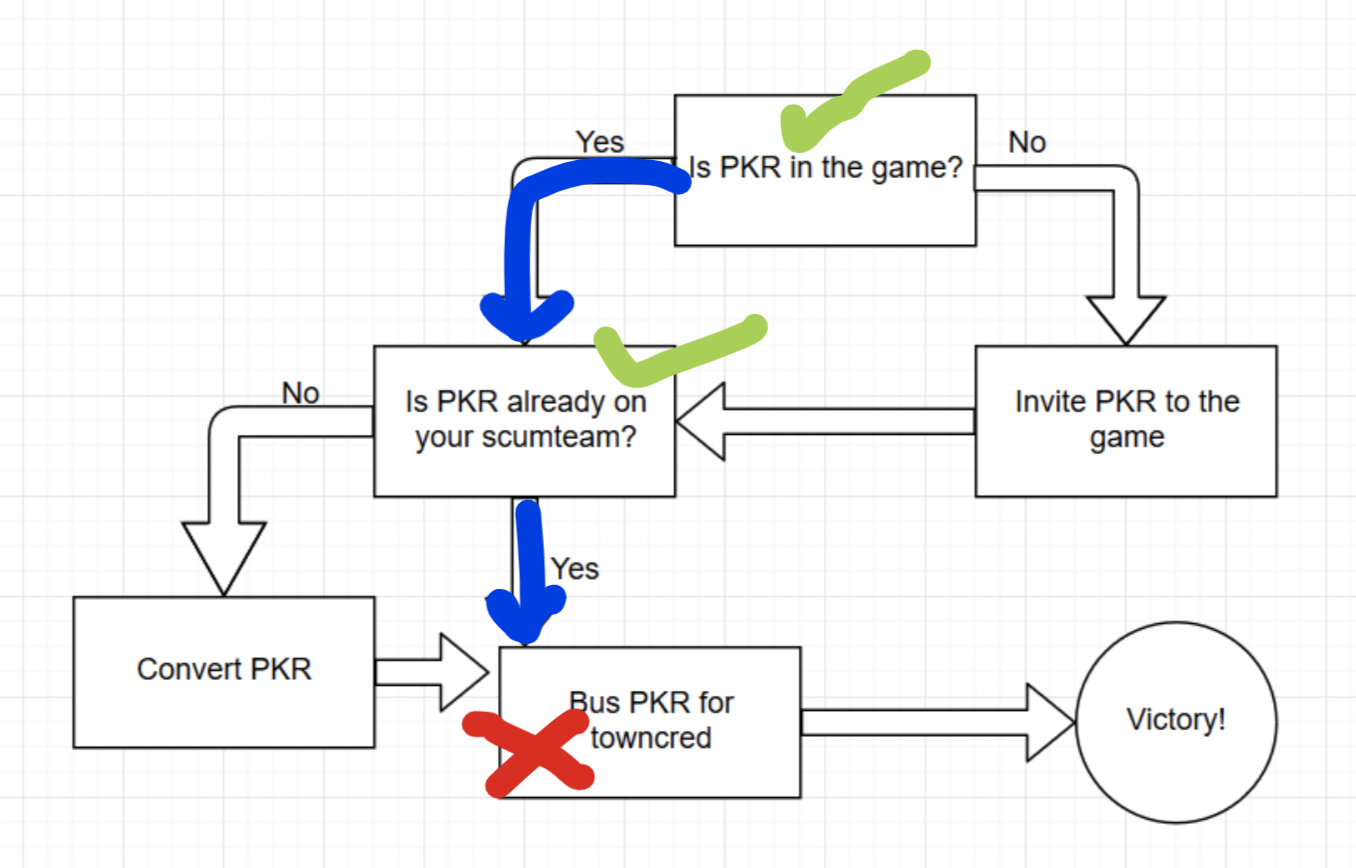 Yes
Is PKR in the game?
No
No
Is PKR already on
your scumteam?
Invite PKR to the
game
Yes
Convert PKR
Bus PKR for
towncred
Victory!